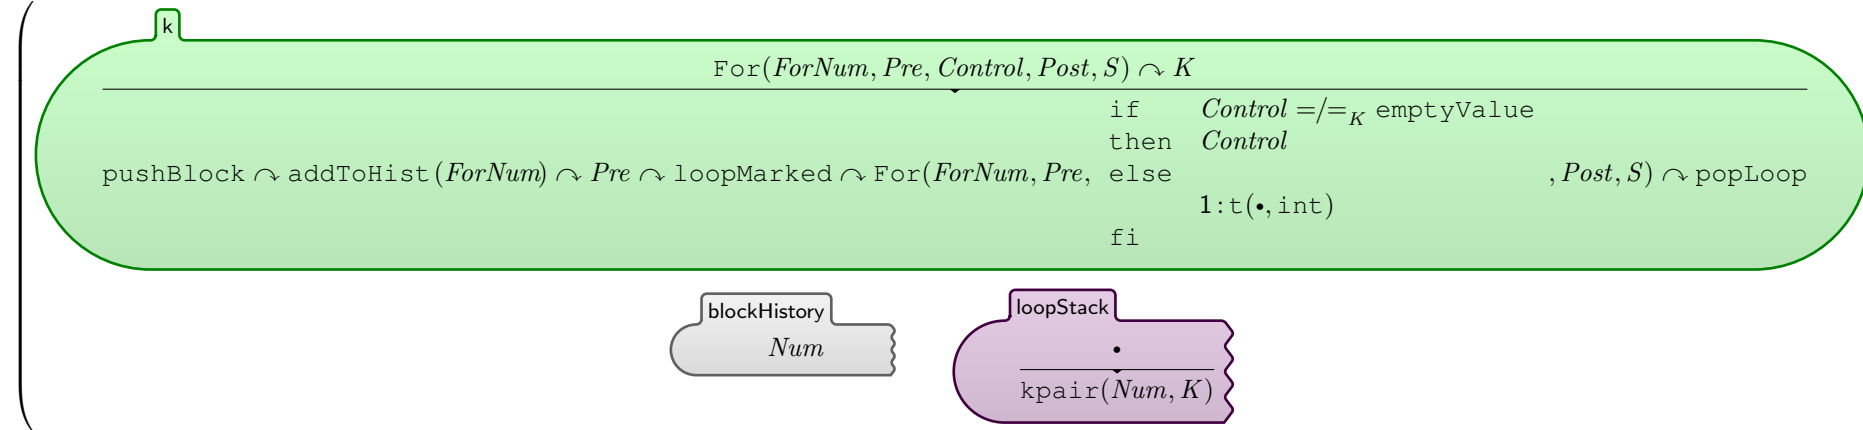 k
For(ForNum, Pre, Control, Post, S) ↷ K
if Control =/=K emptyValue
then Control
pushBlock ↷ addToHist(ForNum) ↷ Pre ↷ loopMarked ↷ For(ForNum, Pre, else , Post, S) ↷ popLoop
1:t(•, int)
fi
blockHistory
Num
loopStack
•
kpair(Num, K)